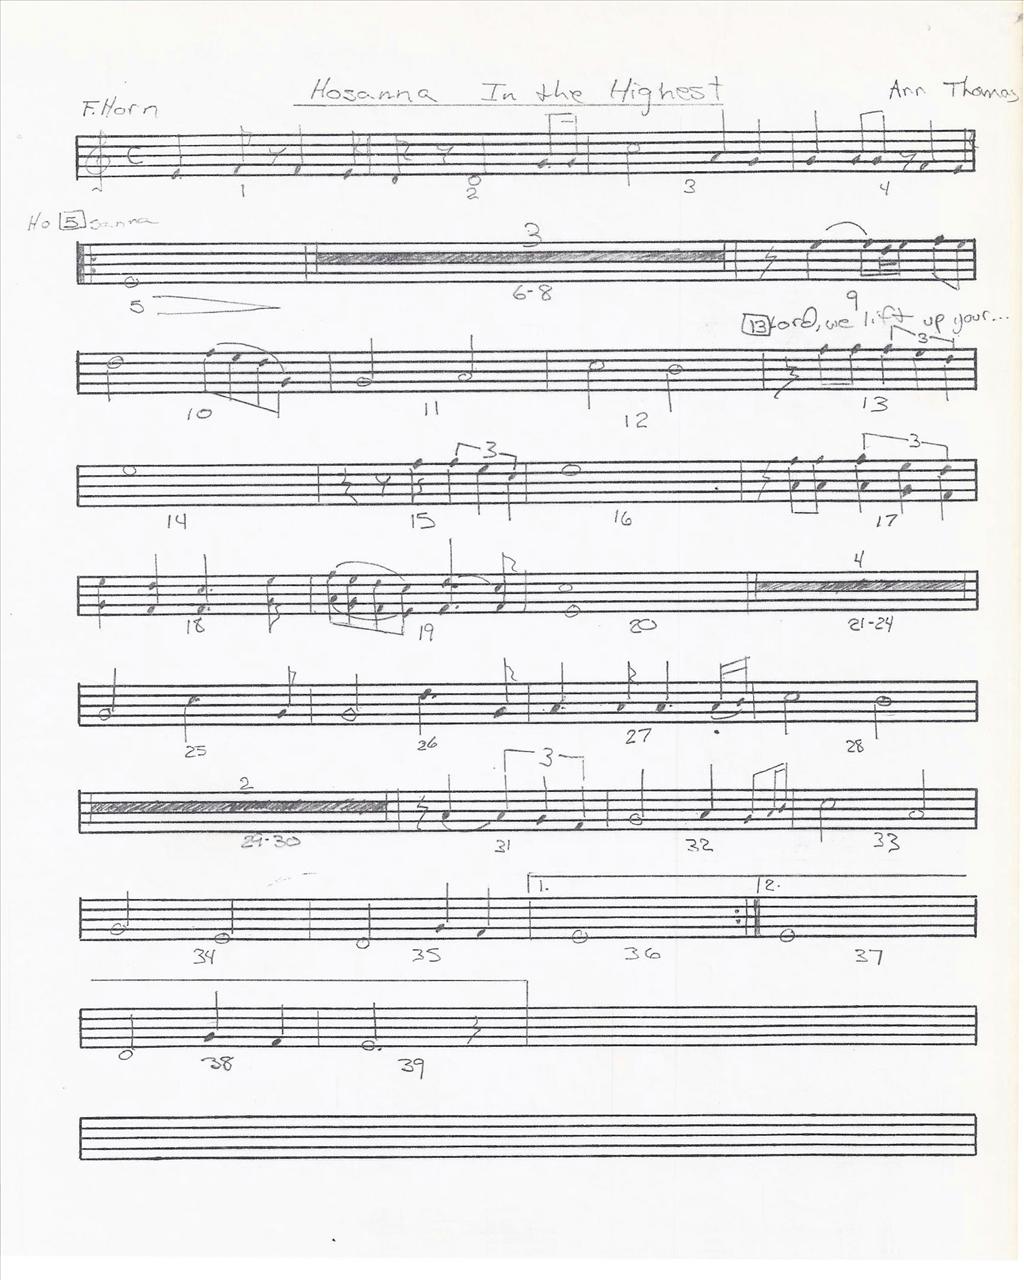 Hosanna In the Highest
F. Horn
Arr. Thomas
1 2 3 4
Ho 5 sanna
3
5 6-8 9
13 Lord, we lift up your...
3
10 11 12 13
3 3
14 15 16 17
4
18 19 20 21-24
25 26 27 28
2 3
29-30 31 32 33
1. 2.
34 35 36 37
38 39